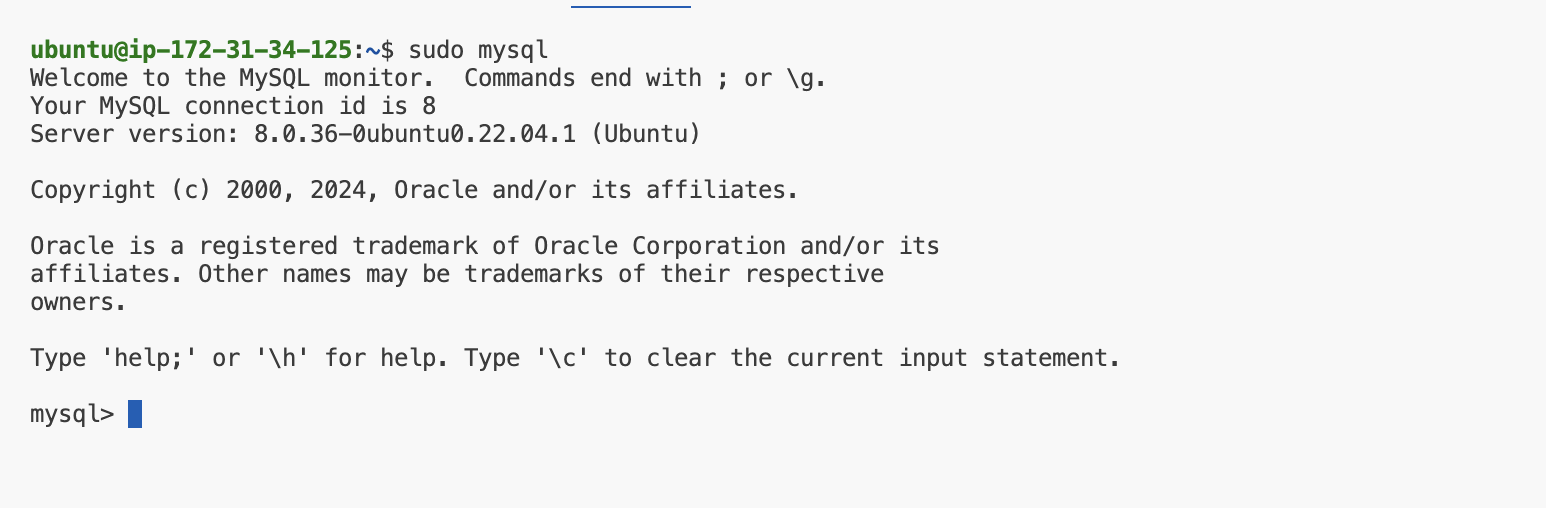 ubuntu@ip-172-31-34-125:~$ sudo mysql
Welcome to the MySQL monitor.  Commands end with ; or \g.
Your MySQL connection id is 8
Server version: 8.0.36-0ubuntu0.22.04.1 (Ubuntu)
Copyright (c) 2000, 2024, Oracle and/or its affiliates.
Oracle is a registered trademark of Oracle Corporation and/or its
affiliates. Other names may be trademarks of their respective
owners.
Type 'help;' or '\h' for help. Type '\c' to clear the current input statement.
mysql>